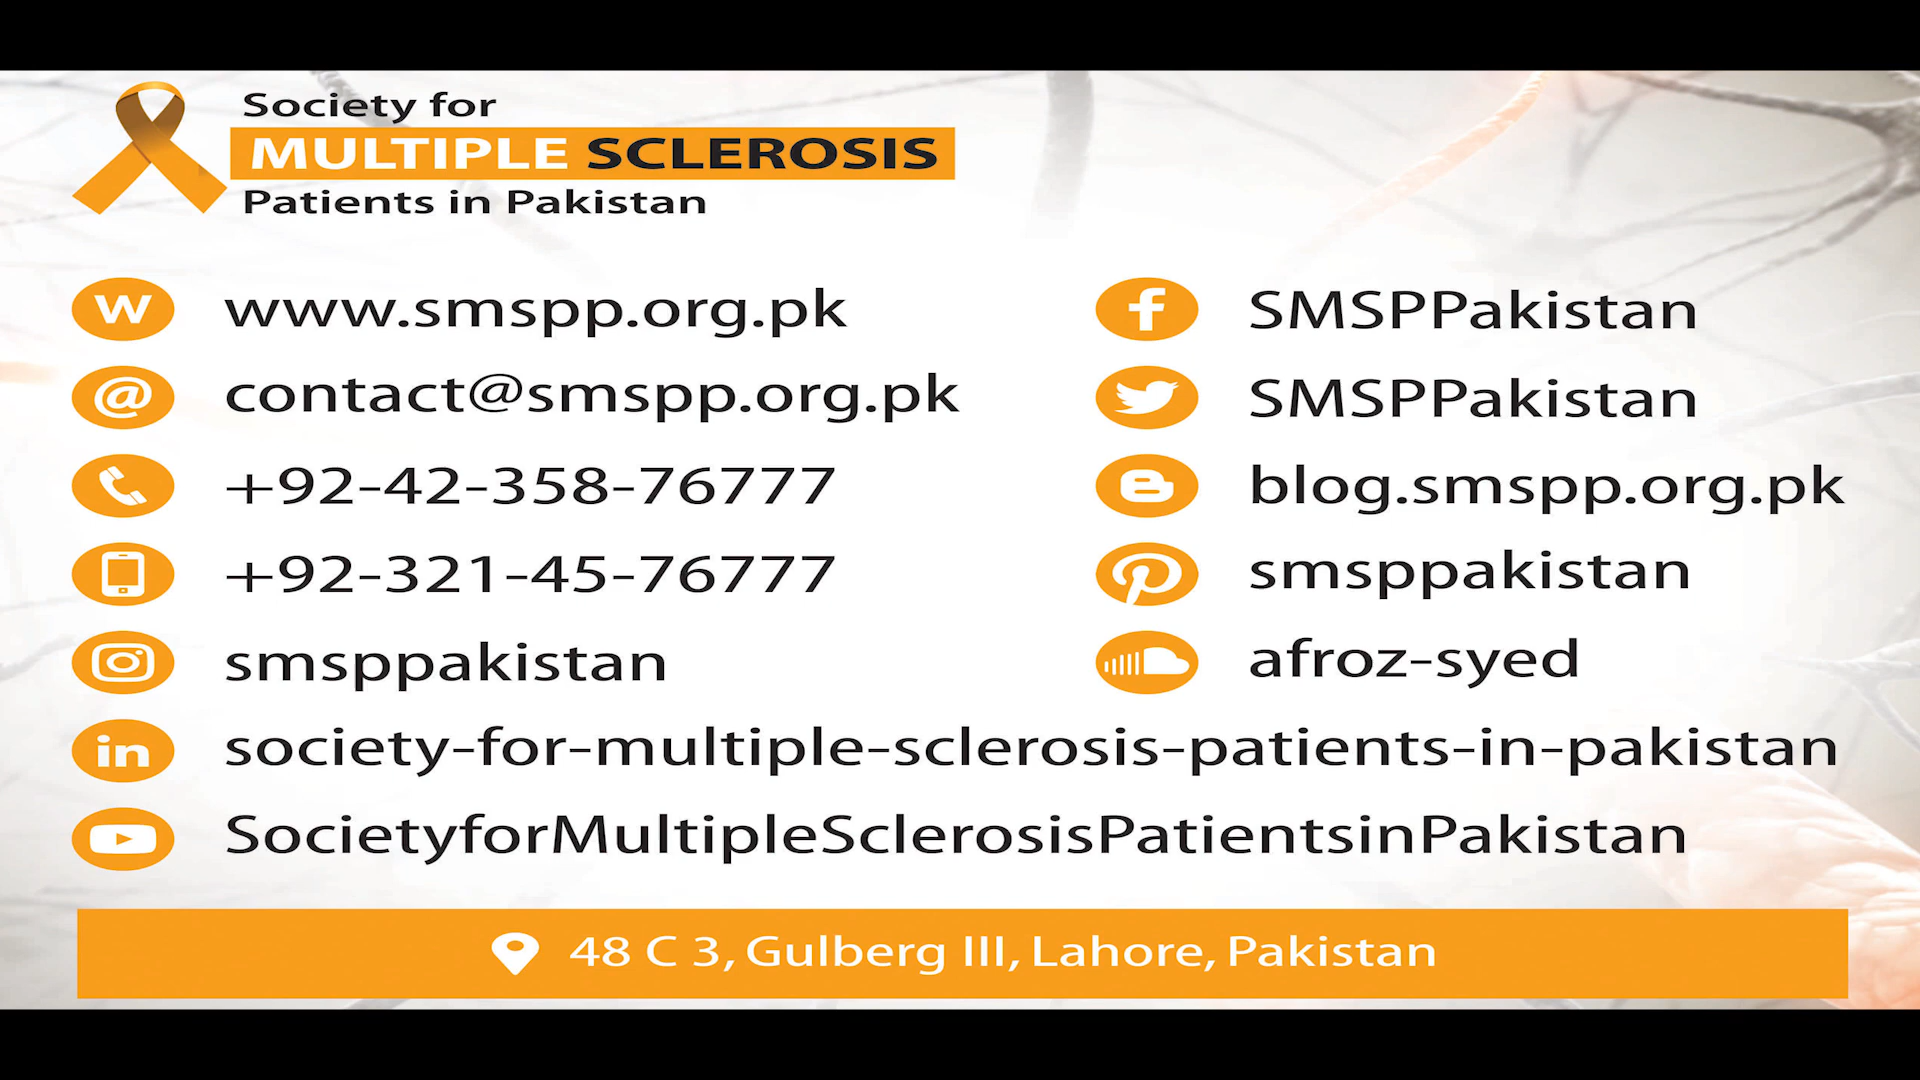 Society for
MULTIPLE SCLEROSIS
Patients in Pakistan
www.smspp.org.pk
contact@smspp.org.pk
+92-42-358-76777
+92-321-45-76777
smsppakistan
SMSPPakistan
SMSPPakistan
blog.smspp.org.pk
smsppakistan
afroz-syed
society-for-multiple-sclerosis-patients-in-pakistan
SocietyforMultipleSclerosisPatientsinPakistan
48 C 3, Gulberg III, Lahore, Pakistan